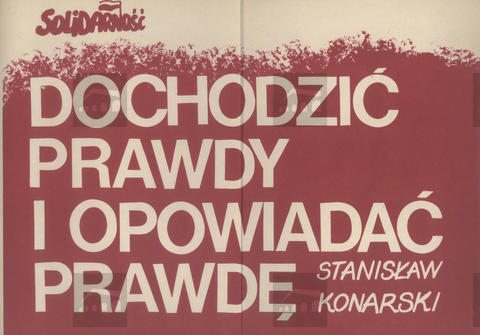 SOLIDARNOŚĆ
DOCHODZIĆ
PRAWDY
I OPOWIADAĆ
PRAWDĘ,
STANISŁAW
KONARSKI